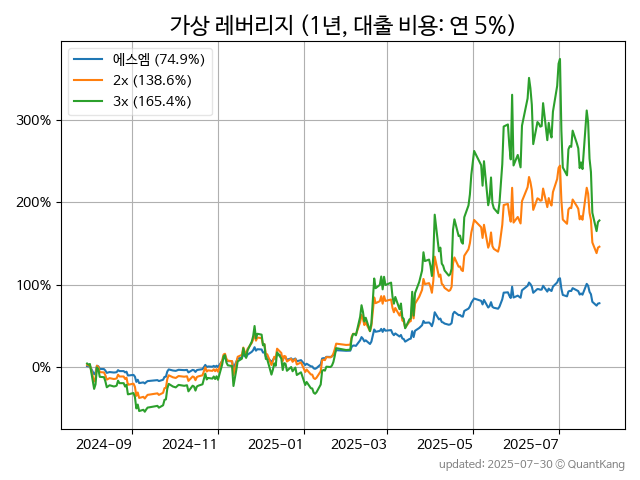 가상 레버리지 (1년, 대출 비용: 연 5%)
에스엠 (74.9%)
2x (138.6%)
3x (165.4%)
300%
200%
100%
0%
2024-09 2024-11 2025-01 2025-03 2025-05 2025-07
updated: 2025-07-30 © QuantKang